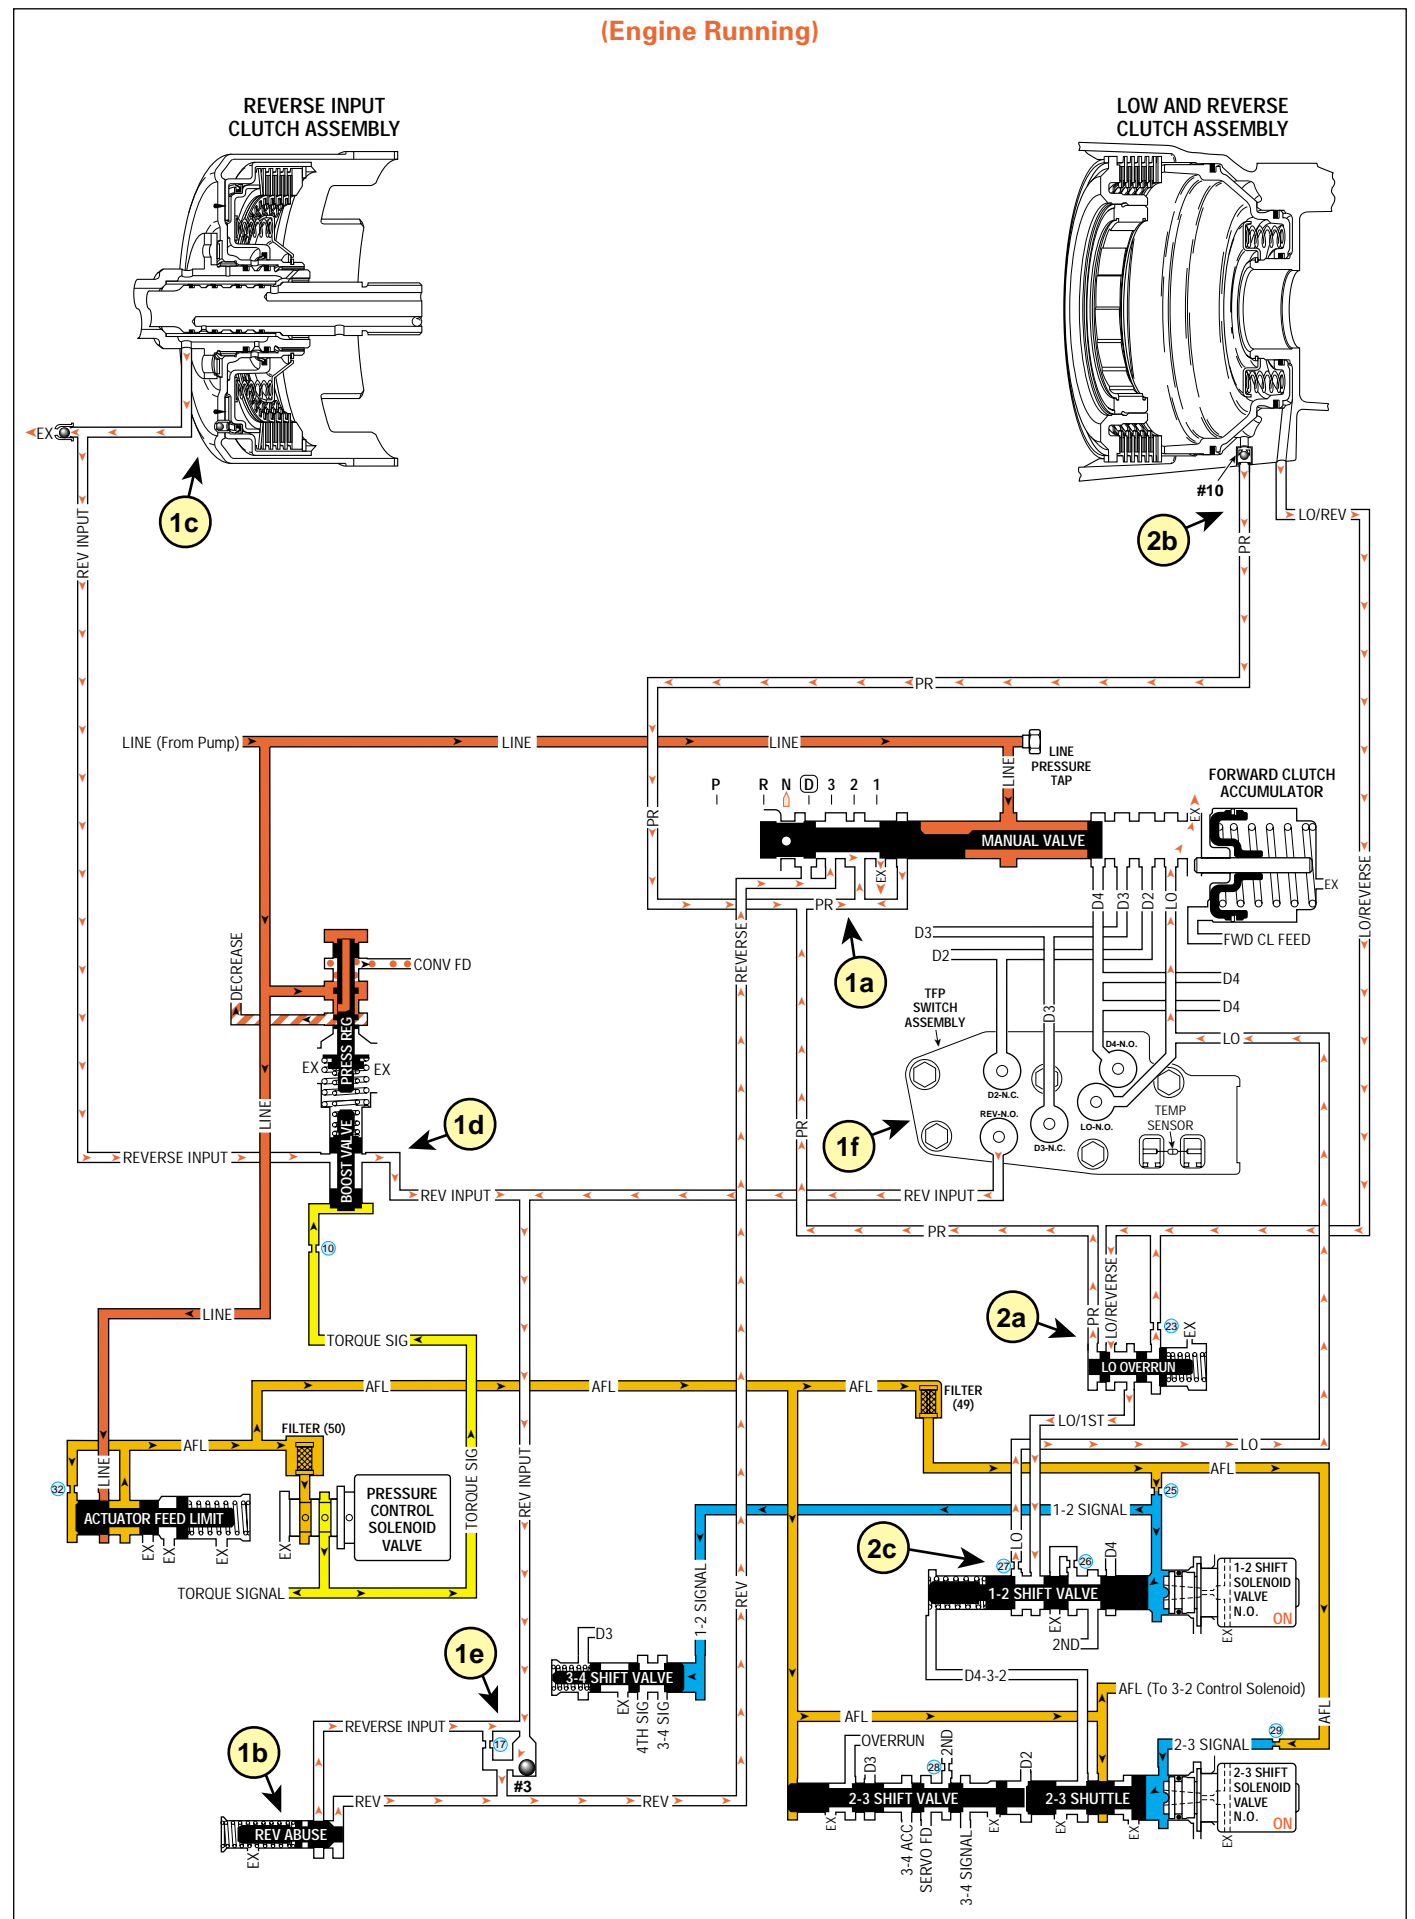 (Engine Running)
REVERSE INPUT
CLUTCH ASSEMBLY
LOW AND REVERSE
CLUTCH ASSEMBLY
EX
1c
REV INPUT
#10
2b
PR
LO/REV
PR
LINE (From Pump)
LINE
LINE
LINE
LINE
PRESSURE
TAP
P R N D 3 2 1
FORWARD CLUTCH
ACCUMULATOR
PR
MANUAL VALVE
EX
EX
EX
PR
D4
D3
D2
LO
LO/REVERSE
D3
D2
FWD CL FEED
REVERSE
1a
DECREASE
CONV FD
D4
D4
TFP
SWITCH
ASSEMBLY
D3
PRESS REG
EX
EX
D4-N.O.
LO
D2-N.C.
LINE
1d
BOOST VALVE
PR
1f
REV-N.O.
D3-N.C.
LO-N.O.
TEMP
SENSOR
REVERSE INPUT
REV INPUT
REV INPUT
10
PR
LO/REVERSE
PR
2a
23
EX
LINE
TORQUE SIG
LO OVERRUN
AFL
AFL
AFL
FILTER
(49)
FILTER (50)
AFL
LO/1ST
LO
AFL
32
LINE
TORQUE SIG
REV INPUT
25
ACTUATOR FEED LIMIT
PRESSURE
CONTROL
SOLENOID
VALVE
1-2 SIGNAL
EX
EX
EX
EX
2c
LO
27
26
D4
1-2 SHIFT VALVE
1-2 SHIFT
SOLENOID
VALVE
N.O.
ON
TORQUE SIGNAL
REV
1-2 SIGNAL
EX
2ND
EX
D3
1e
3-4 SHIFT VALVE
D4-3-2
AFL (To 3-2 Control Solenoid)
EX
4TH SIG
3-4 SIG
AFL
AFL
REVERSE INPUT
17
1b
OVERRUN
2ND
29
2-3 SIGNAL
#3
D3
28
D2
2-3 SHIFT
SOLENOID
VALVE
N.O.
ON
REV
REV
2-3 SHIFT VALVE
2-3 SHUTTLE
REV ABUSE
EX
EX
3-4 ACC
SERVO FD
3-4 SIGNAL
EX
EX
EX
EX